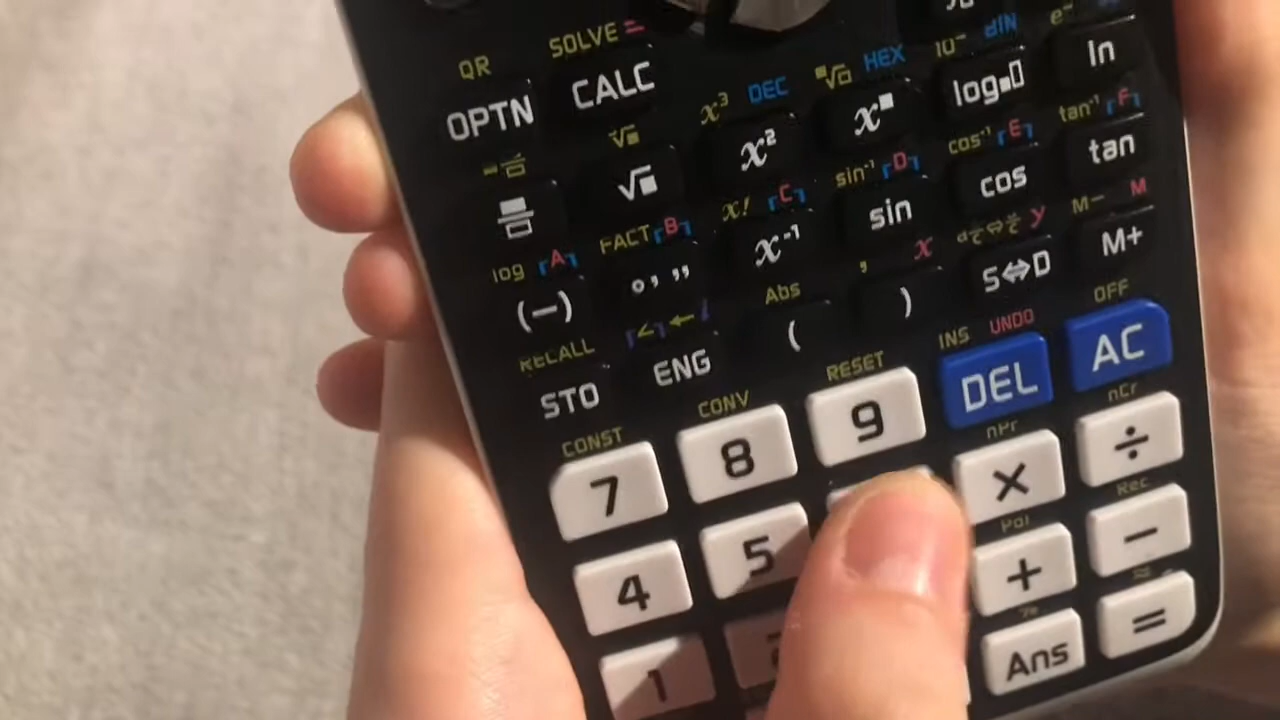 SOLVE =
QR
CALC
OPTN
x³ DEC
ⁿ√▫ HEX
10▫ BIN
ln
log▪▯
x▪
x²
√▪
sin⁻¹ D
cos⁻¹ E
tan⁻¹ F
tan
cos
sin
x⁻¹
x! C
FACT B
log A
(−)
° ’ ”
Abs
, x
y
M− M
M+
S⇔D
)
(
ENG
RECALL
STO
OFF
INS UNDO
AC
DEL
RESET
CONV
CONST
9
8
7
nCr
nPr
÷
×
Rec
Pol
−
+
5
4
=
Ans
1